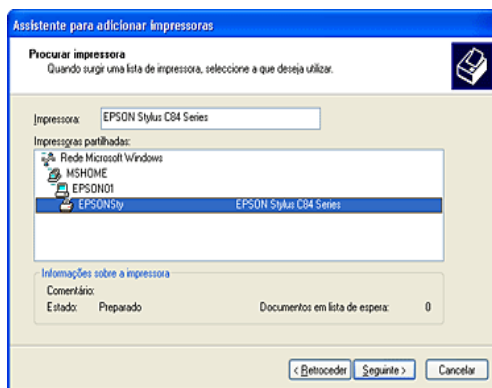 Assistente para adicionar impressoras
Procurar impressora
Quando surgir uma lista de impressora, seleccione a que deseja utilizar.
Impressora: EPSON Stylus C84 Series
Impressoras partilhadas:
Rede Microsoft Windows
MSHOME
EPSON01
EPSONSty EPSON Stylus C84 Series
Informações sobre a impressora
Comentário:
Estado: Preparado Documentos em lista de espera: 0
< Retroceder Seguinte > Cancelar